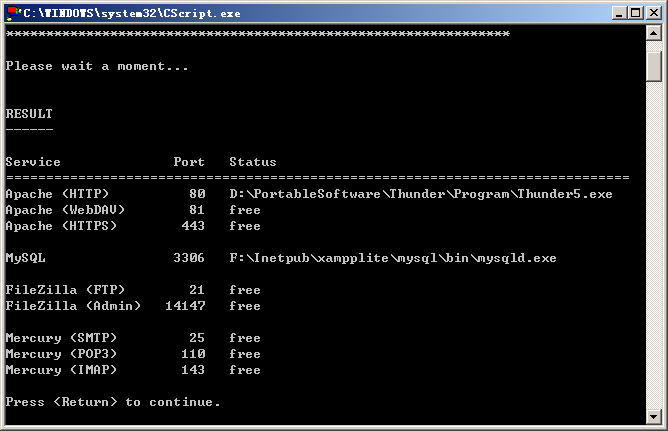 C:\WINDOWS\system32\CScript.exe
***************************************************************
Please wait a moment...
RESULT
------
Service Port Status
==============================================================================
Apache (HTTP) 80 D:\PortableSoftware\Thunder\Program\Thunder5.exe
Apache (WebDAV) 81 free
Apache (HTTPS) 443 free
MySQL 3306 F:\Inetpub\xampplite\mysql\bin\mysqld.exe
FileZilla (FTP) 21 free
FileZilla (Admin) 14147 free
Mercury (SMTP) 25 free
Mercury (POP3) 110 free
Mercury (IMAP) 143 free
Press <Return> to continue.